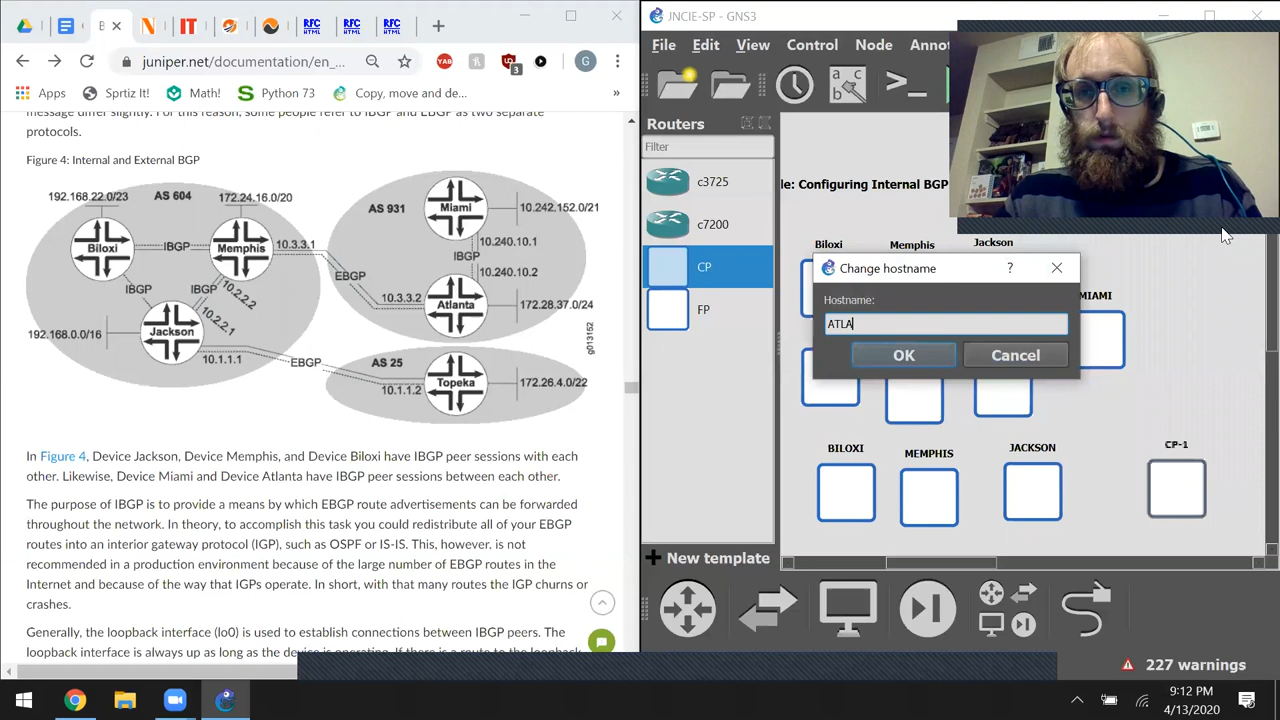 JNCIE-SP - GNS3
B
N
IT
RFC
HTML
RFC
HTML
RFC
HTML
juniper.net/documentation/en_...
YAB
3
G
Apps
Sprtiz It!
Math!
Python 73
Copy, move and de...
»
File
Edit
View
Control
Node
Annot
message differ slightly. For this reason, some people refer to IBGP and EBGP as two separate
protocols.
Figure 4: Internal and External BGP
192.168.22.0/23
AS 604
172.24.16.0/20
Biloxi
IBGP
Memphis
10.3.3.1
IBGP
IBGP
10.2.2.2
10.2.2.1
Jackson
192.168.0.0/16
10.1.1.1
EBGP
EBGP
10.3.3.2
AS 931
Miami
10.242.152.0/21
10.240.10.1
IBGP
10.240.10.2
Atlanta
172.28.37.0/24
AS 25
Topeka
10.1.1.2
172.26.4.0/22
g013152
In Figure 4, Device Jackson, Device Memphis, and Device Biloxi have IBGP peer sessions with each
other. Likewise, Device Miami and Device Atlanta have IBGP peer sessions between each other.
The purpose of IBGP is to provide a means by which EBGP route advertisements can be forwarded
throughout the network. In theory, to accomplish this task you could redistribute all of your EBGP
routes into an interior gateway protocol (IGP), such as OSPF or IS-IS. This, however, is not
recommended in a production environment because of the large number of EBGP routes in the
Internet and because of the way that IGPs operate. In short, with that many routes the IGP churns or
crashes.
Generally, the loopback interface (lo0) is used to establish connections between IBGP peers. The
loopback interface is always up as long as the device is operating. If there is a route to the loopback
Routers
Filter
c3725
c7200
CP
FP
New template
le: Configuring Internal BGP
Biloxi
Memphis
Jackson
MIAMI
Change hostname
?
Hostname:
ATLA
OK
Cancel
BILOXI
MEMPHIS
JACKSON
CP-1
227 warnings
9:12 PM
4/13/2020